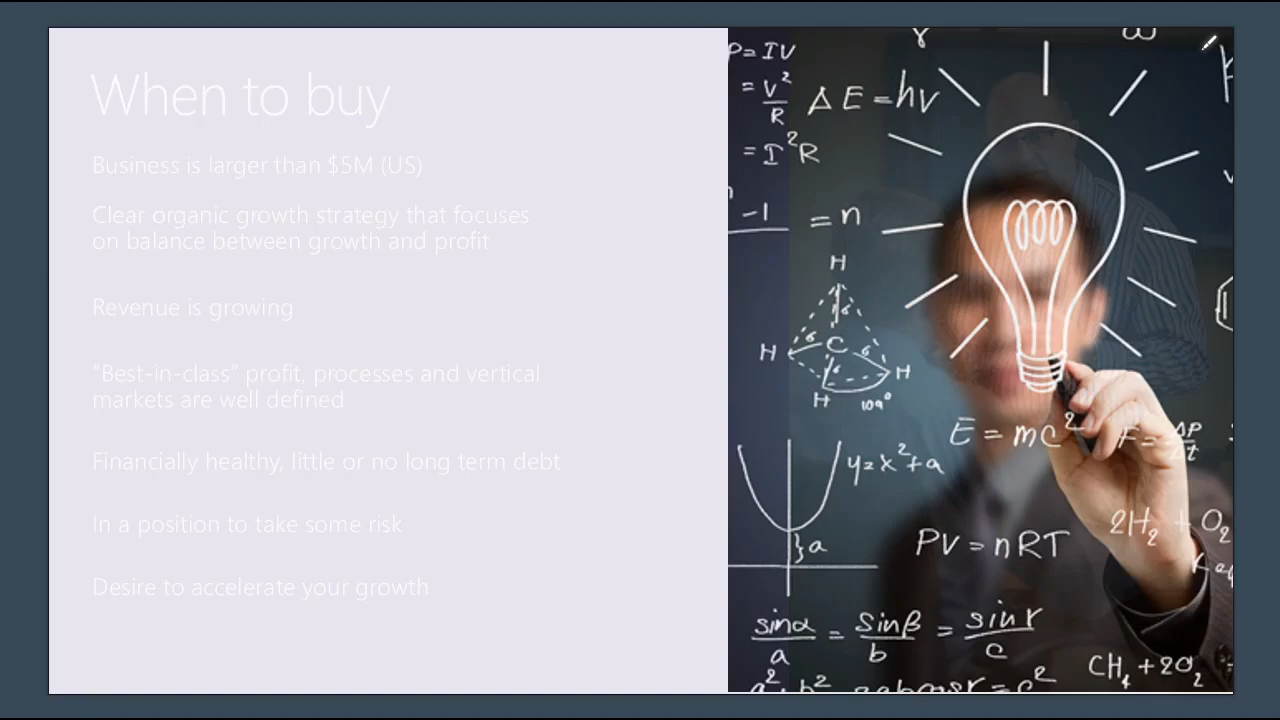 When to buy
Business is larger than $5M (US)
Clear organic growth strategy that focuses
on balance between growth and profit
Revenue is growing
"Best-in-class” profit, processes and vertical
markets are well defined
Financially healthy, little or no long term debt
In a position to take some risk
Desire to accelerate your growth
P = IV
= V²/R
= I²R
ΔE = hv
-1 = n
H
C
H
H
H
109°
y = x² + a
}a
E = mc²
F = ΔP/Δt
PV = nRT
2H₂ + O₂
sinα/a = sinβ/b = sinγ/c
CH₄ + 2O₂